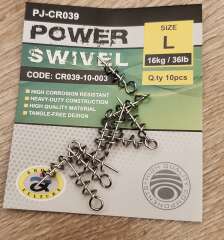 PJ-CR039
POWER
SWIVEL
CODE: CR039-10-003
SIZE
L
16kg / 36lb
Q.ty 10pcs
HIGH CORROSION RESISTANT
HEAVY-DUTY CONSTRUCTION
HIGH QUALITY MATERIAL
TANGLE-FREE DESIGN